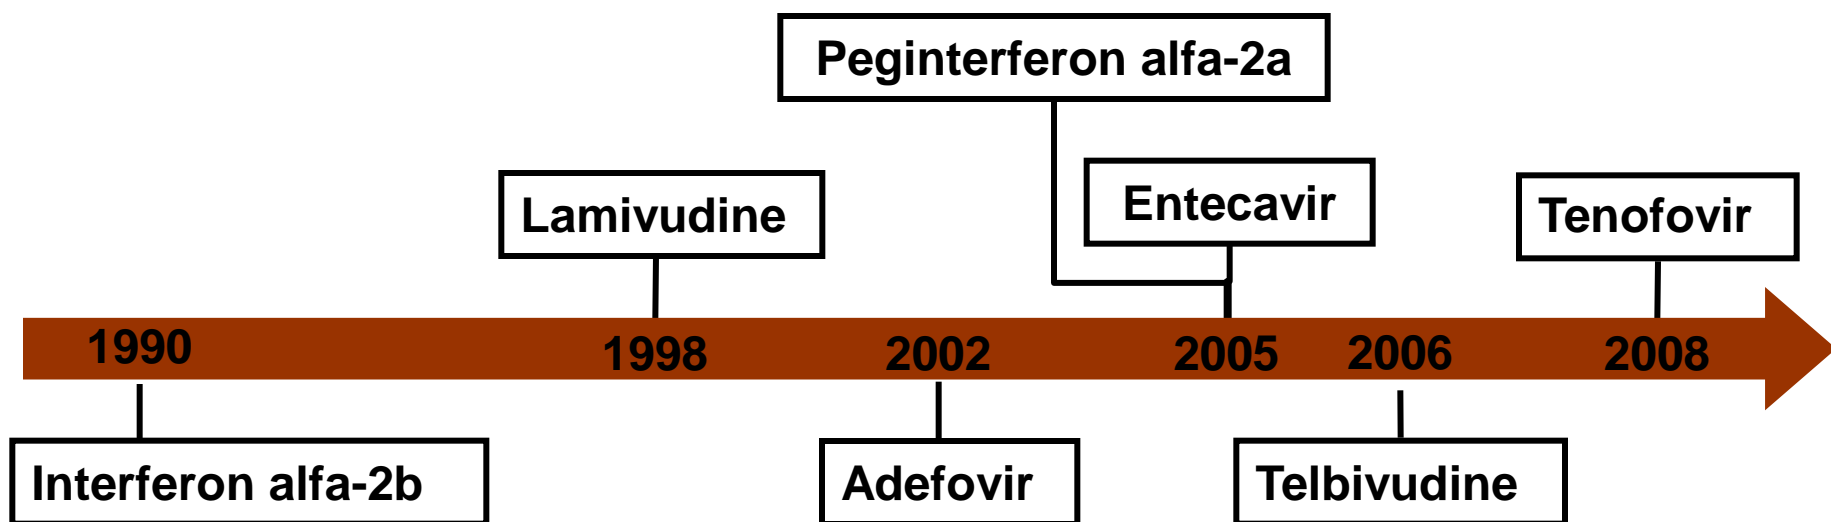 Peginterferon alfa-2a
Lamivudine
Entecavir
Tenofovir
1990
1998
2002
2005
2006
2008
Interferon alfa-2b
Adefovir
Telbivudine